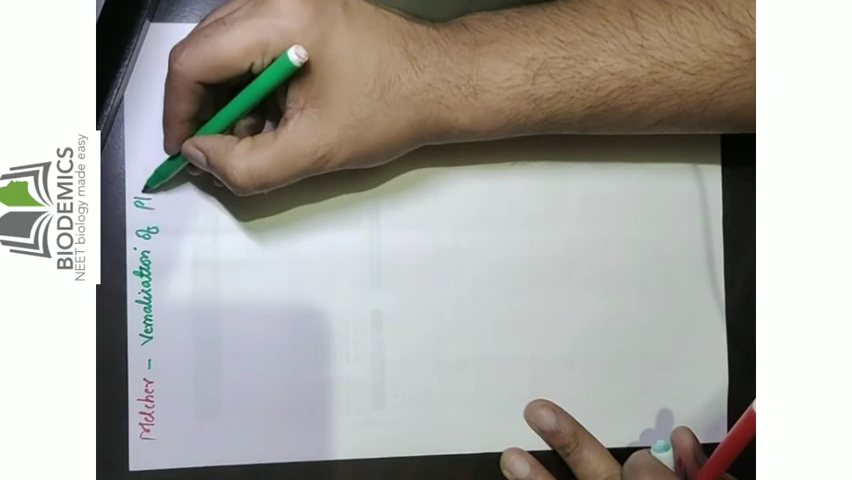 BIODEMICS
NEET biology made easy
Melcher - Vernalization of Pl